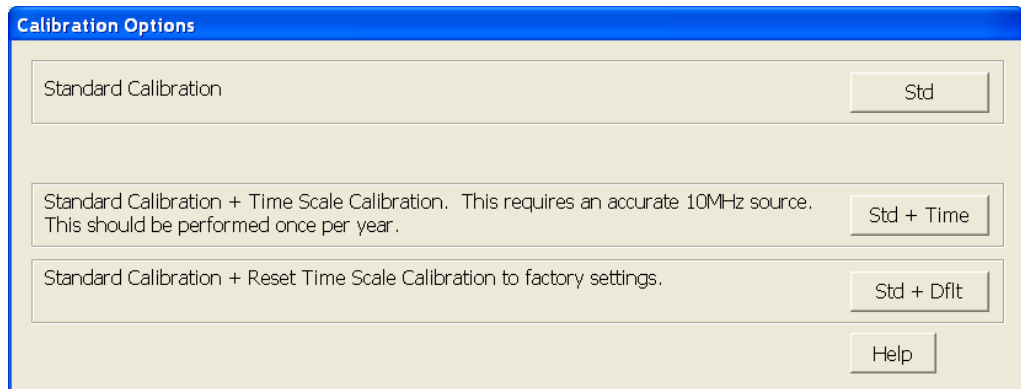 Calibration Options
Standard Calibration
Std
Standard Calibration + Time Scale Calibration.  This requires an accurate 10MHz source.
This should be performed once per year.
Std + Time
Standard Calibration + Reset Time Scale Calibration to factory settings.
Std + Dflt
Help